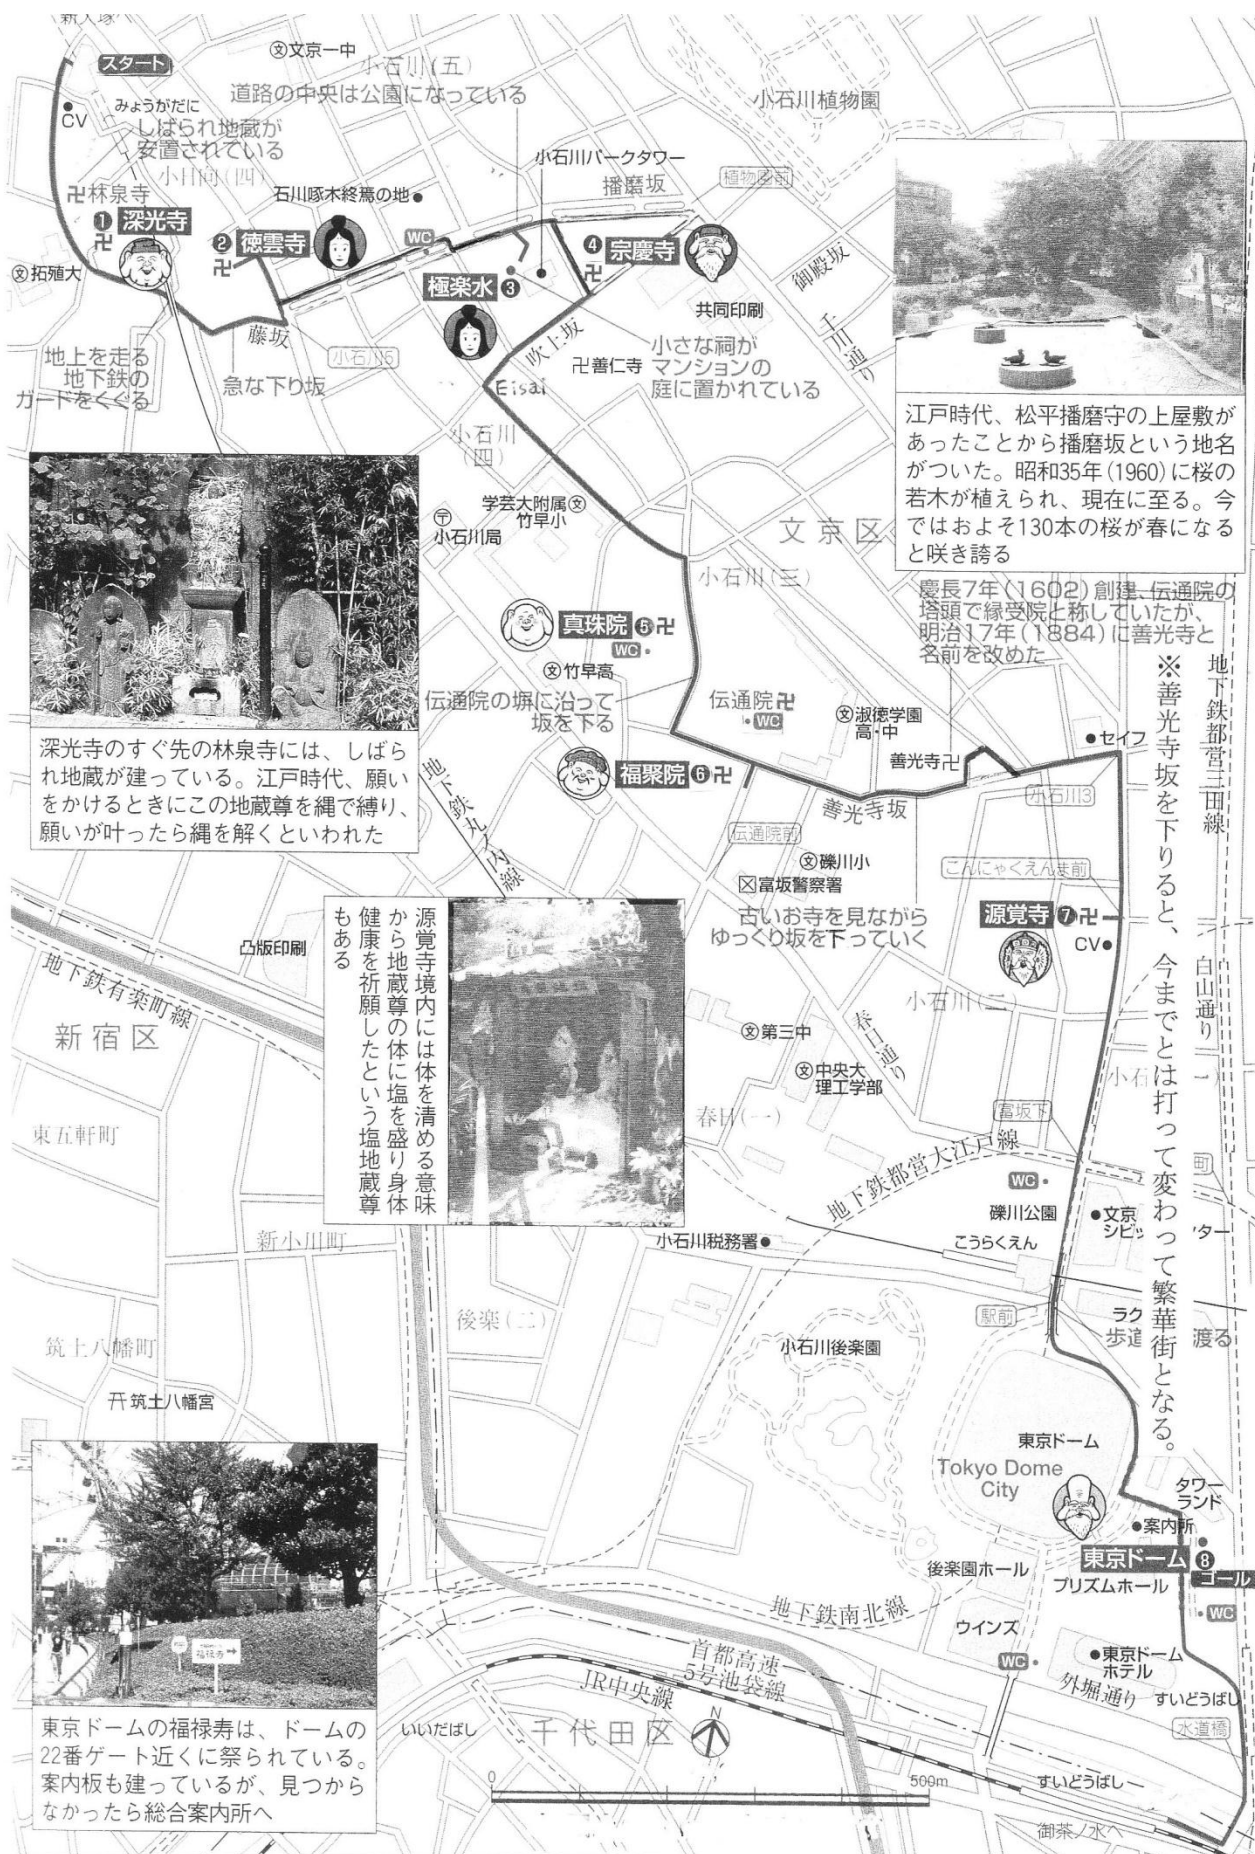 新大塚へ
スタート
文京一中
小石川(五)
道路の中央は公園になっている
小石川植物園
みょうがだに
CV
しばられ地蔵が
安置されている
小日向(四)
小石川パークタワー
播磨坂
植物園前
林泉寺
石川啄木終焉の地
WC
1 深光寺
2 徳雲寺
極楽水 3
4 宗慶寺
御殿坂
千川通り
拓殖大
共同印刷
藤坂
小石川5
吹上坂
小さな祠が
マンションの
庭に置かれている
善仁寺
地上を走る
地下鉄の
ガードをくぐる
急な下り坂
Eisai
小石川
(四)
江戸時代、松平播磨守の上屋敷が
あったことから播磨坂という地名
がついた。昭和35年(1960)に桜の
若木が植えられ、現在に至る。今
ではおよそ130本の桜が春になる
と咲き誇る
学芸大附属
竹早小
小石川局
文京区
小石川(三)
慶長7年(1602)創建、伝通院の
塔頭で縁受院と称していたが、
明治17年(1884)に善光寺と
名前を改めた
真珠院 5
WC
竹早高
伝通院の塀に沿って
坂を下る
伝通院
WC
淑徳学園
高・中
セイフ
善光寺
福聚院 6
善光寺坂
小石川3
地下鉄都営三田線
※善光寺坂を下りると、今までとは打って変わって繁華街となる。
深光寺のすぐ先の林泉寺には、しばら
れ地蔵が建っている。江戸時代、願い
をかけるときにこの地蔵尊を縄で縛り、
願いが叶ったら縄を解くといわれた
地下鉄丸ノ内線
伝通院前
礫川小
富坂警察署
こんにゃくえんま前
古いお寺を見ながら
ゆっくり坂を下っていく
源覚寺 7
CV
凸版印刷
地下鉄有楽町線
新宿区
源覚寺境内には体を清める意味
から地蔵尊の体に塩を盛り身体
健康を祈願したという塩地蔵尊
もある
小石川(二)
白山通り
春日通り
第三中
中央大
理工学部
春日(一)
富坂下
東五軒町
地下鉄都営大江戸線
WC
礫川公園
文京
シビッ
ター
新小川町
小石川税務署
こうらくえん
駅前
ラク
歩道
渡る
後楽(二)
小石川後楽園
筑土八幡町
筑土八幡宮
東京ドーム
Tokyo Dome
City
タワー
ランド
案内所
東京ドーム 8
ゴール
後楽園ホール
プリズムホール
WC
地下鉄南北線
ウインズ
WC
東京ドーム
ホテル
首都高速
5号池袋線
JR中央線
外堀通り
すいどうばし
水道橋
福禄寿
東京ドームの福禄寿は、ドームの
22番ゲート近くに祭られている。
案内板も建っているが、見つから
なかったら総合案内所へ
いいだばし
千代田区
N
0
500m
すいどうばし
御茶ノ水へ